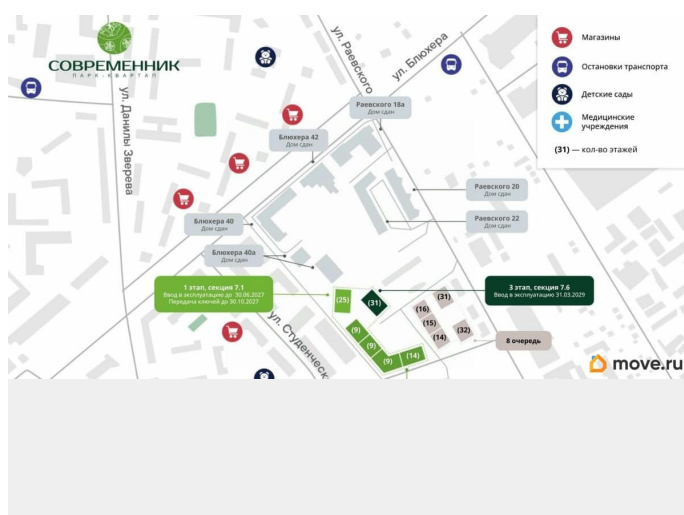 СОВРЕМЕННИК
ПАРК-КВАРТАЛ
ул. Данилы Зверева
ул. Раевского
ул. Блюхера
Магазины
Остановки транспорта
Детские сады
Медицинские
учреждения
(31) — кол-во этажей
Раевского 18а
Дом сдан
Блюхера 42
Дом сдан
Раевского 20
Дом сдан
Раевского 22
Дом сдан
Блюхера 40
Дом сдан
Блюхера 40а
Дом сдан
1 этап, секция 7.1
Ввод в эксплуатацию до 30.06.2027
Передача ключей до 30.10.2027
3 этап, секция 7.6
Ввод в эксплуатацию 31.03.2029
(25)
(31)
(31)
(16)
(15)
(14)
(32)
8 очередь
(9)
(9)
(9)
(14)
ул. Студенческ
move.ru